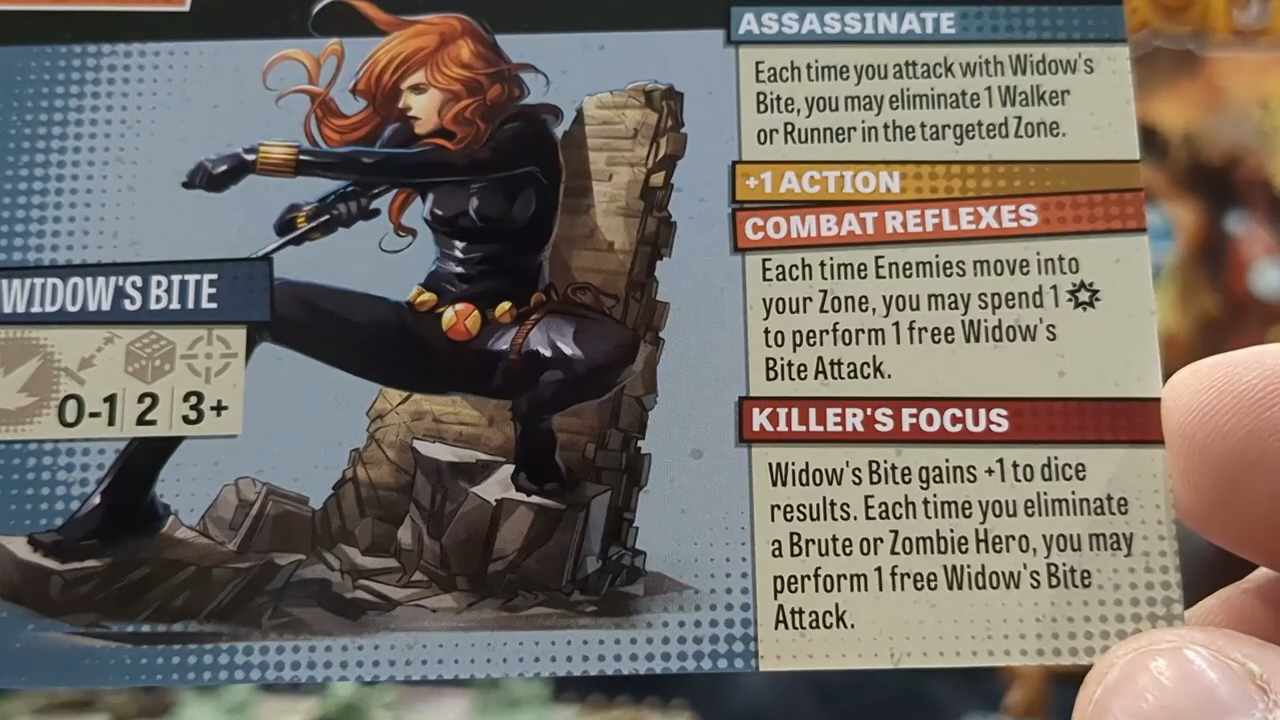 WIDOW'S BITE
0-1 2 3+
ASSASSINATE
Each time you attack with Widow's
Bite, you may eliminate 1 Walker
or Runner in the targeted Zone.
+1 ACTION
COMBAT REFLEXES
Each time Enemies move into
your Zone, you may spend 1
to perform 1 free Widow's
Bite Attack.
KILLER'S FOCUS
Widow's Bite gains +1 to dice
results. Each time you eliminate
a Brute or Zombie Hero, you may
perform 1 free Widow's Bite
Attack.